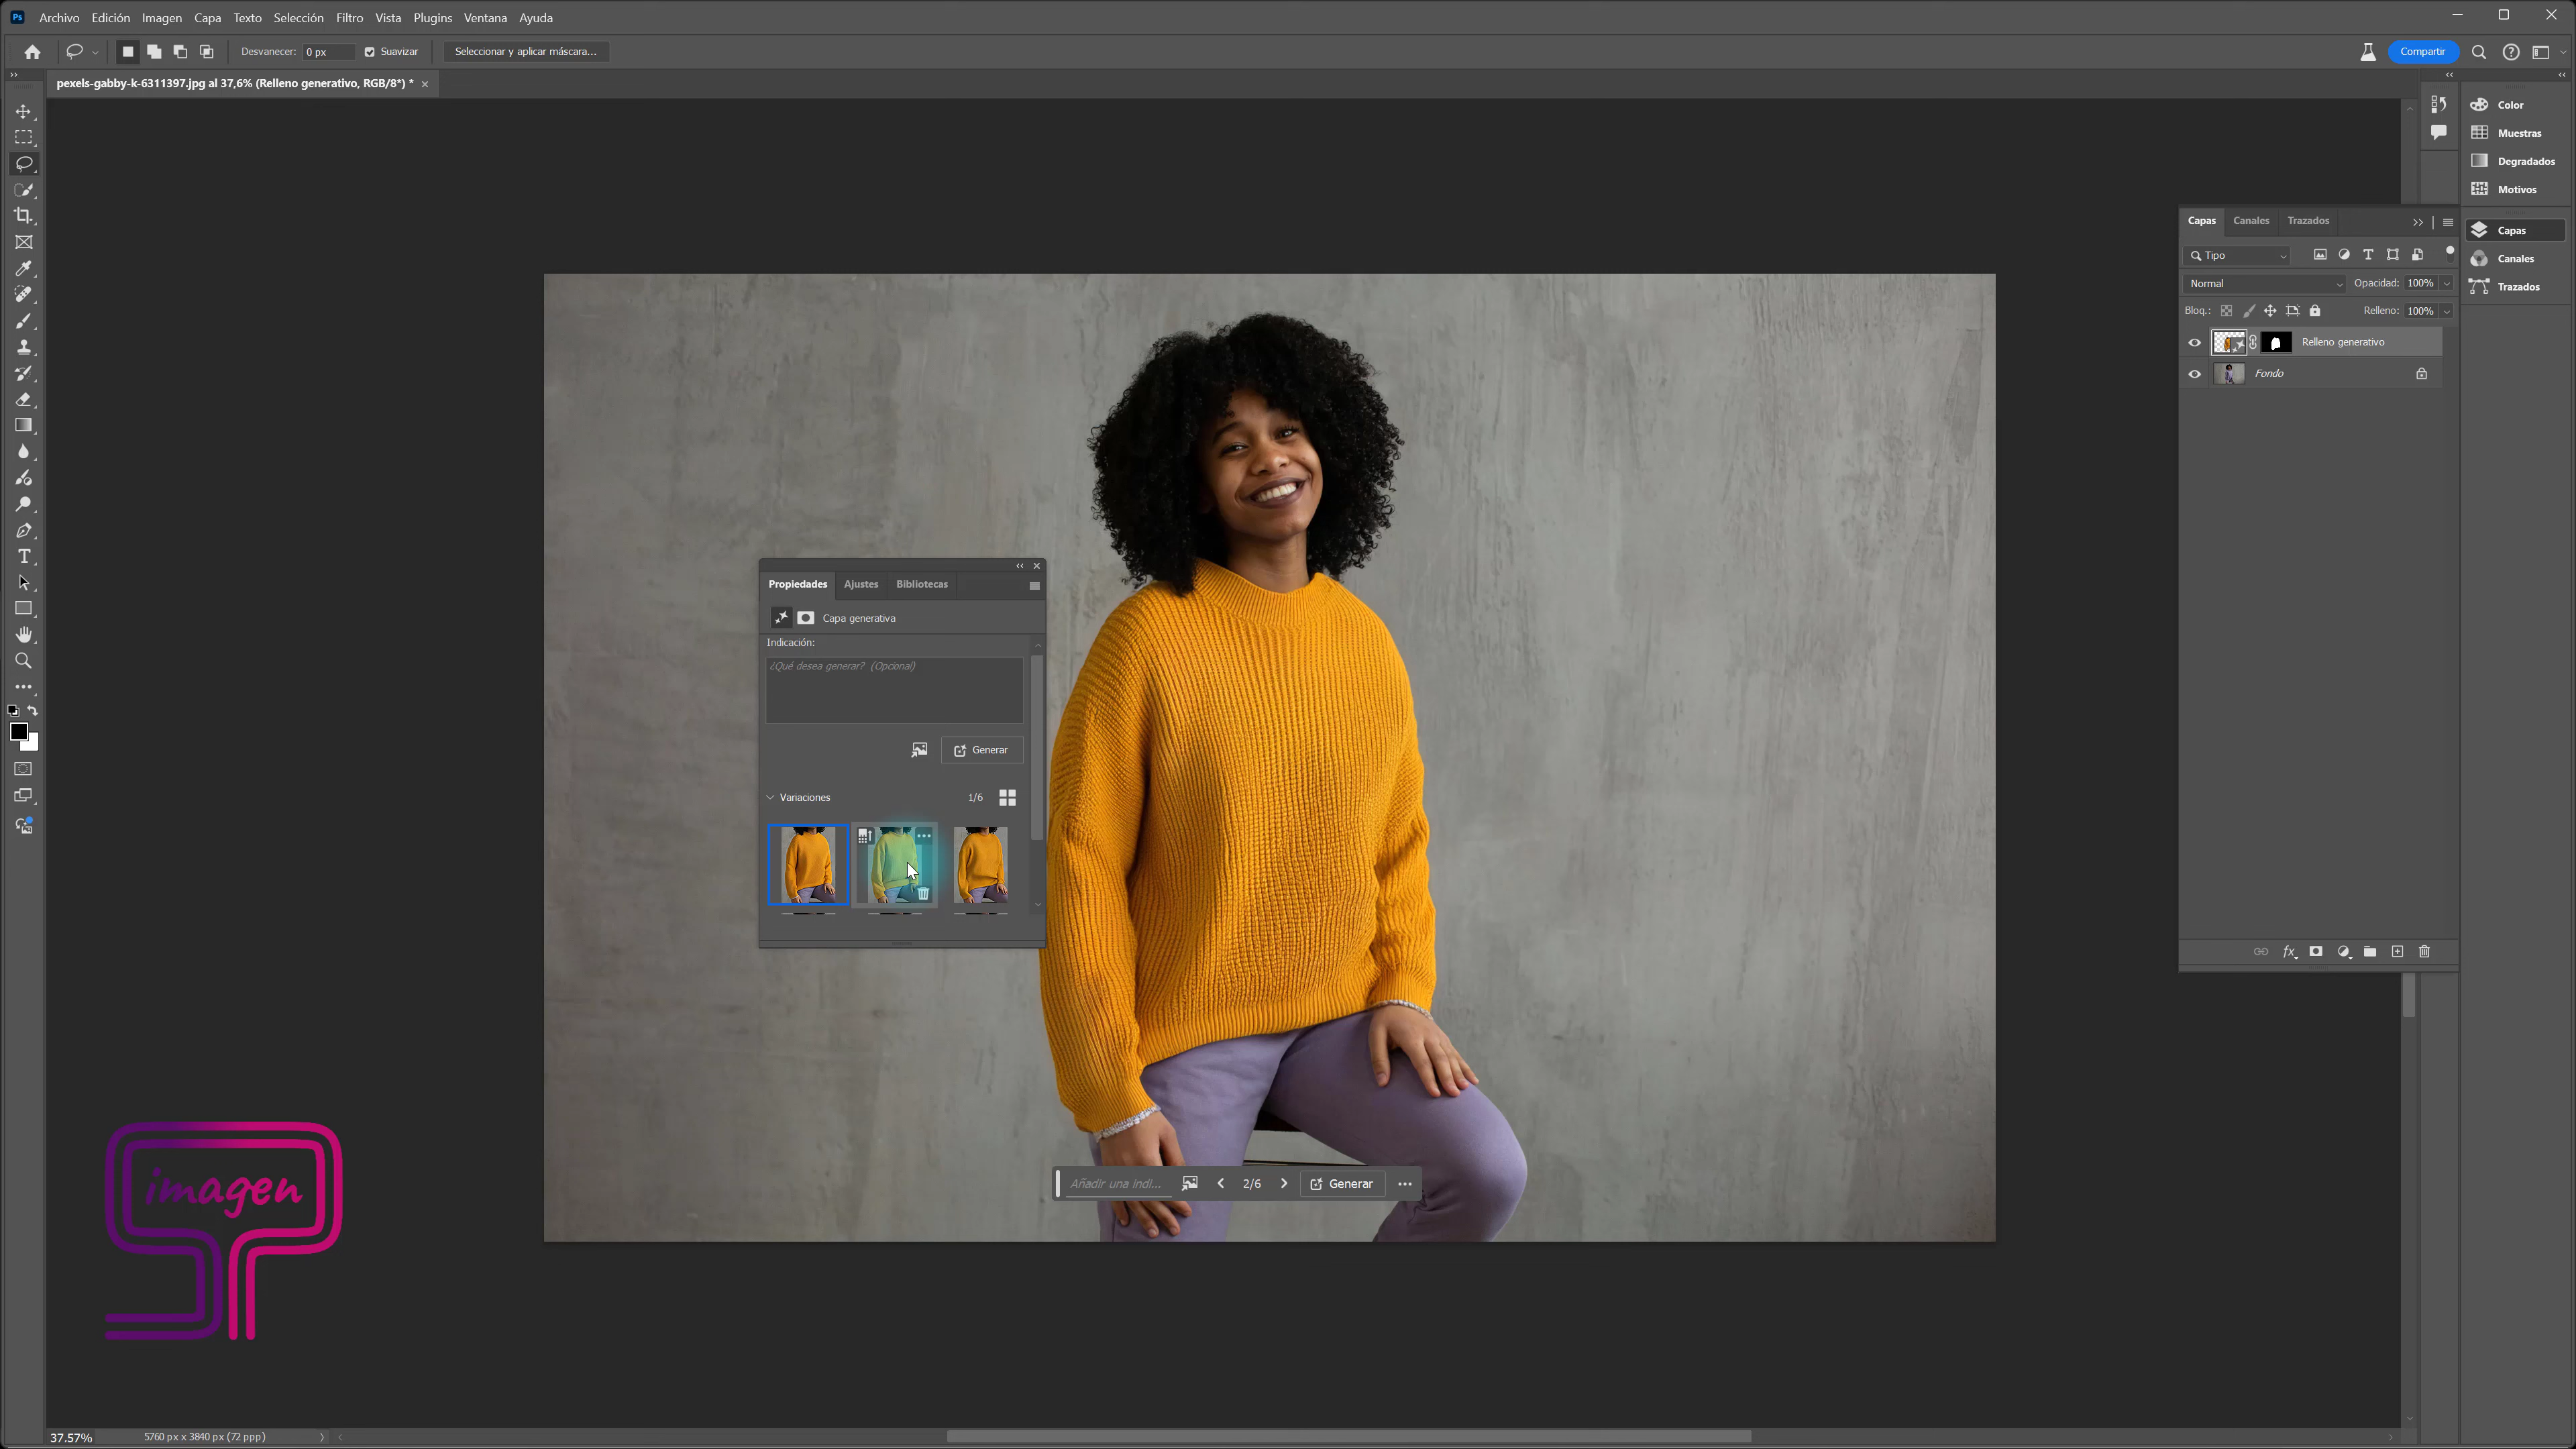 Ps Archivo Edición Imagen Capa Texto Selección Filtro Vista Plugins Ventana Ayuda
Desvanecer: 0 px Suavizar Seleccionar y aplicar máscara... Compartir
pexels-gabby-k-6311397.jpg al 37,6% (Relleno generativo, RGB/8*) *
Color
Muestras
Degradados
Motivos
Capas
Canales
Trazados
Capas Canales Trazados
Tipo
Normal Opacidad: 100%
Bloq.: Relleno: 100%
Relleno generativo
Fondo
Propiedades Ajustes Bibliotecas
Capa generativa
Indicación:
¿Qué desea generar? (Opcional)
Generar
Variaciones 1/6
Añadir una indi... 2/6 Generar
imagen
37.57% 5760 px x 3840 px (72 ppp)